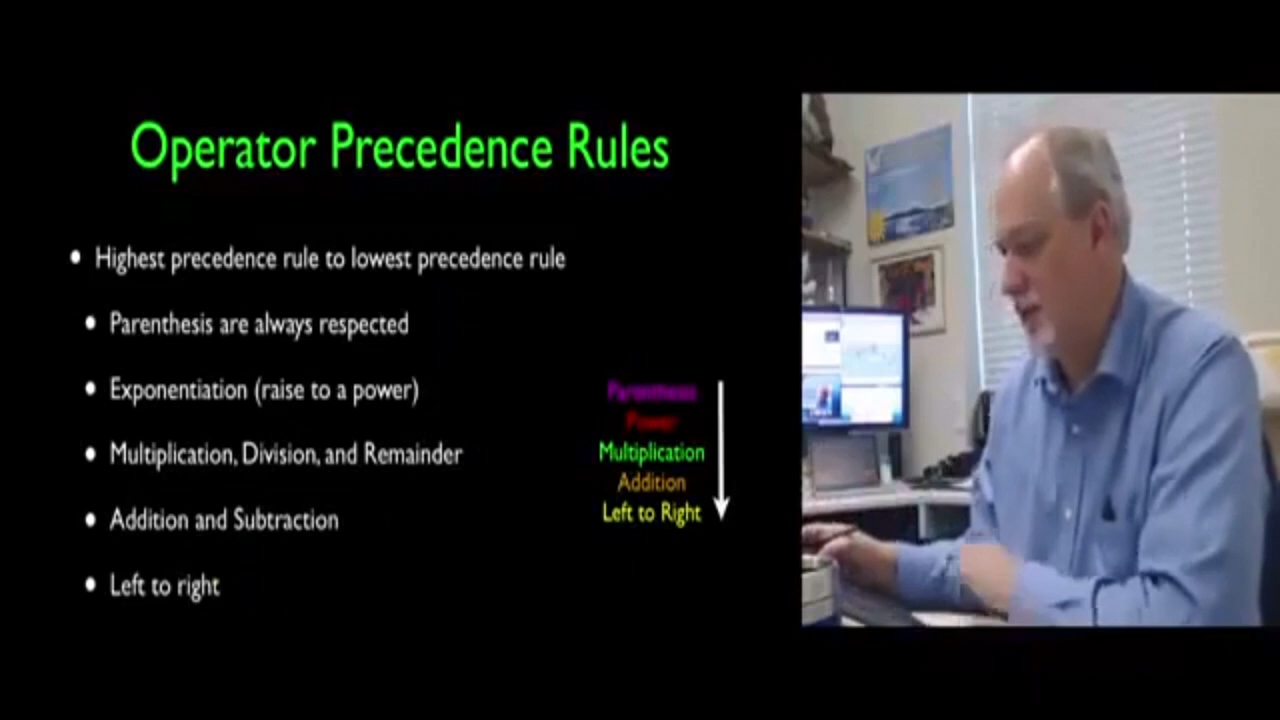 Operator Precedence Rules
• Highest precedence rule to lowest precedence rule
• Parenthesis are always respected
• Exponentiation (raise to a power)
• Multiplication, Division, and Remainder
• Addition and Subtraction
• Left to right
Parenthesis
Power
Multiplication
Addition
Left to Right